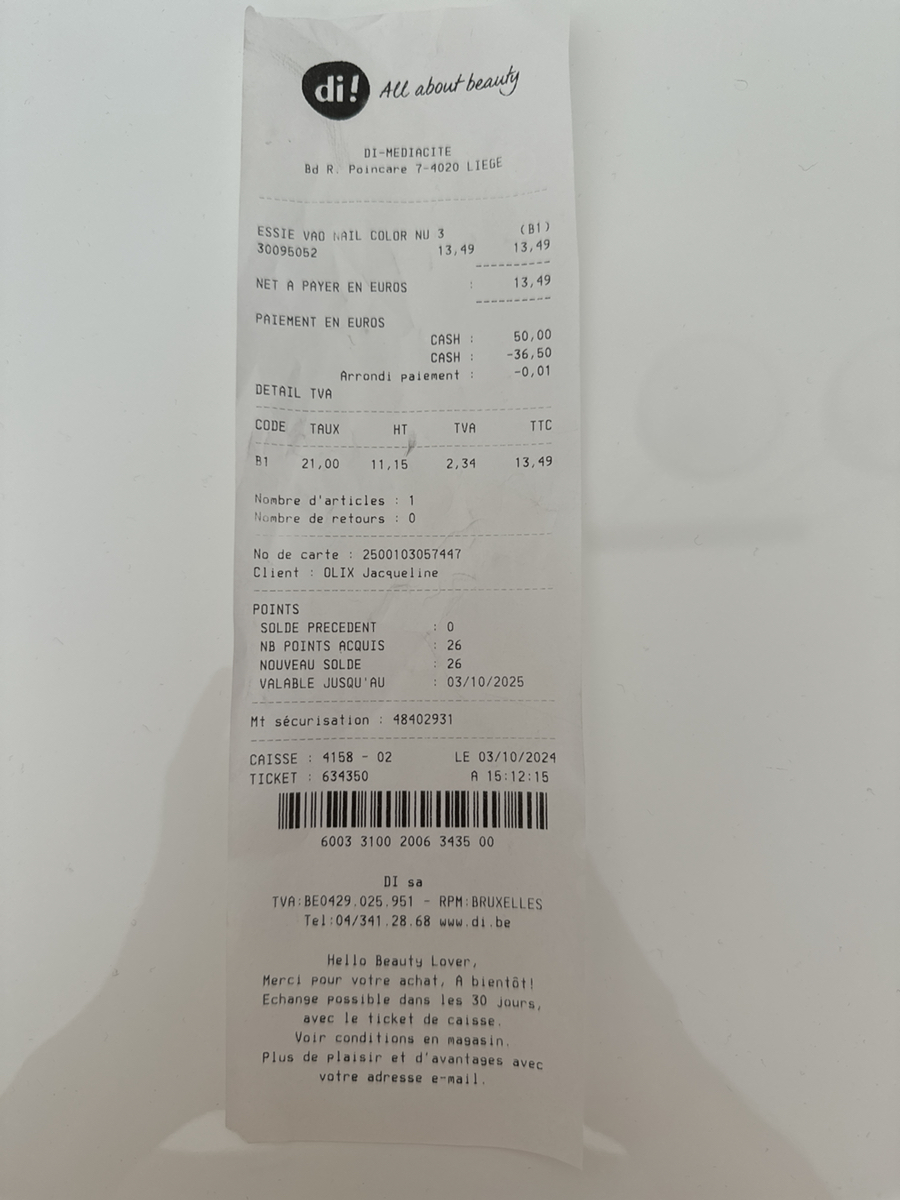 di! All about beauty
DI-MEDIACITE
Bd R. Poincare 7-4020 LIEGE
ESSIE VAO NAIL COLOR NU 3 (B1)
30095052 13,49 13,49
NET A PAYER EN EUROS : 13,49
PAIEMENT EN EUROS
CASH : 50,00
CASH : -36,50
Arrondi paiement : -0,01
DETAIL TVA
CODE TAUX HT TVA TTC
B1 21,00 11,15 2,34 13,49
Nombre d'articles : 1
Nombre de retours : 0
No de carte : 2500103057447
Client : OLIX Jacqueline
POINTS
SOLDE PRECEDENT : 0
NB POINTS ACQUIS : 26
NOUVEAU SOLDE : 26
VALABLE JUSQU'AU : 03/10/2025
Mt sécurisation : 48402931
CAISSE : 4158 - 02 LE 03/10/2024
TICKET : 634350 A 15:12:15
6003 3100 2006 3435 00
DI sa
TVA:BE0429.025.951 - RPM:BRUXELLES
Tel:04/341.28.68 www.di.be
Hello Beauty Lover,
Merci pour votre achat, A bientôt!
Echange possible dans les 30 jours,
avec le ticket de caisse.
Voir conditions en magasin.
Plus de plaisir et d'avantages avec
votre adresse e-mail.